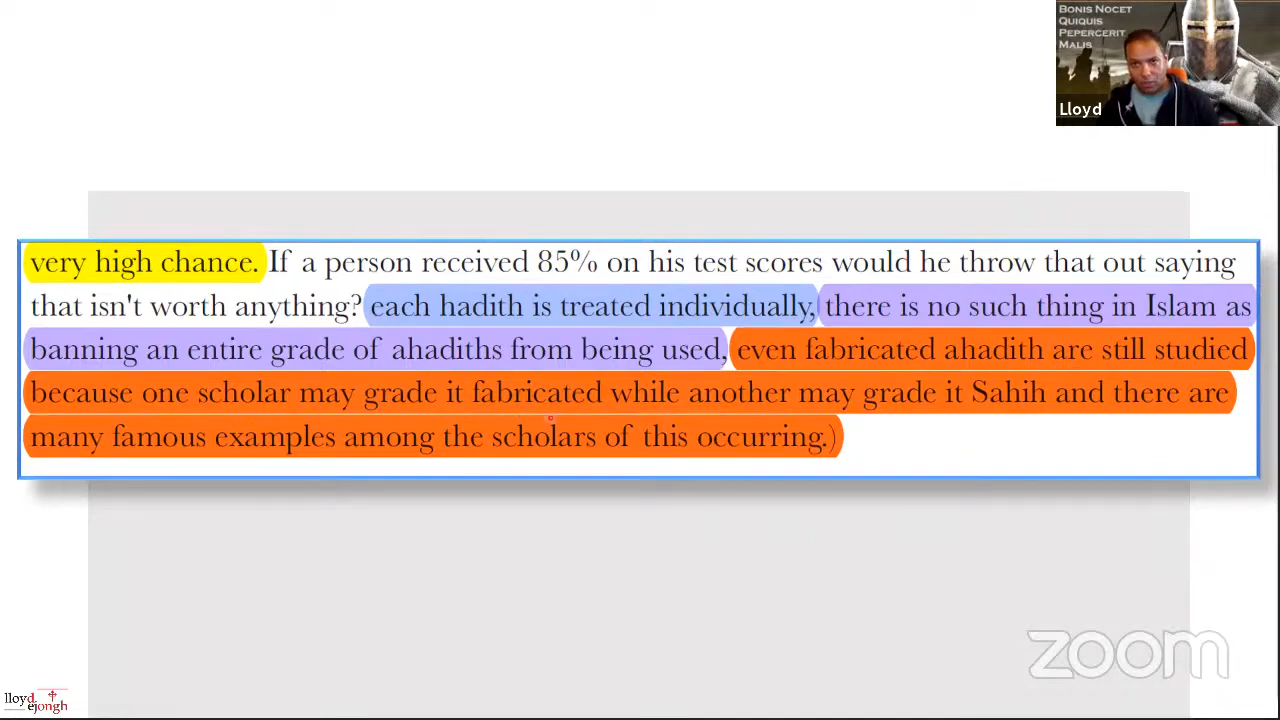 BONIS NOCET
QUIQUIS
PEPERCERIT
MALIS
Lloyd
very high chance. If a person received 85% on his test scores would he throw that out saying
that isn't worth anything? each hadith is treated individually, there is no such thing in Islam as
banning an entire grade of ahadiths from being used, even fabricated ahadith are still studied
because one scholar may grade it fabricated while another may grade it Sahih and there are
many famous examples among the scholars of this occurring.)
zoom
lloyd
ejongh